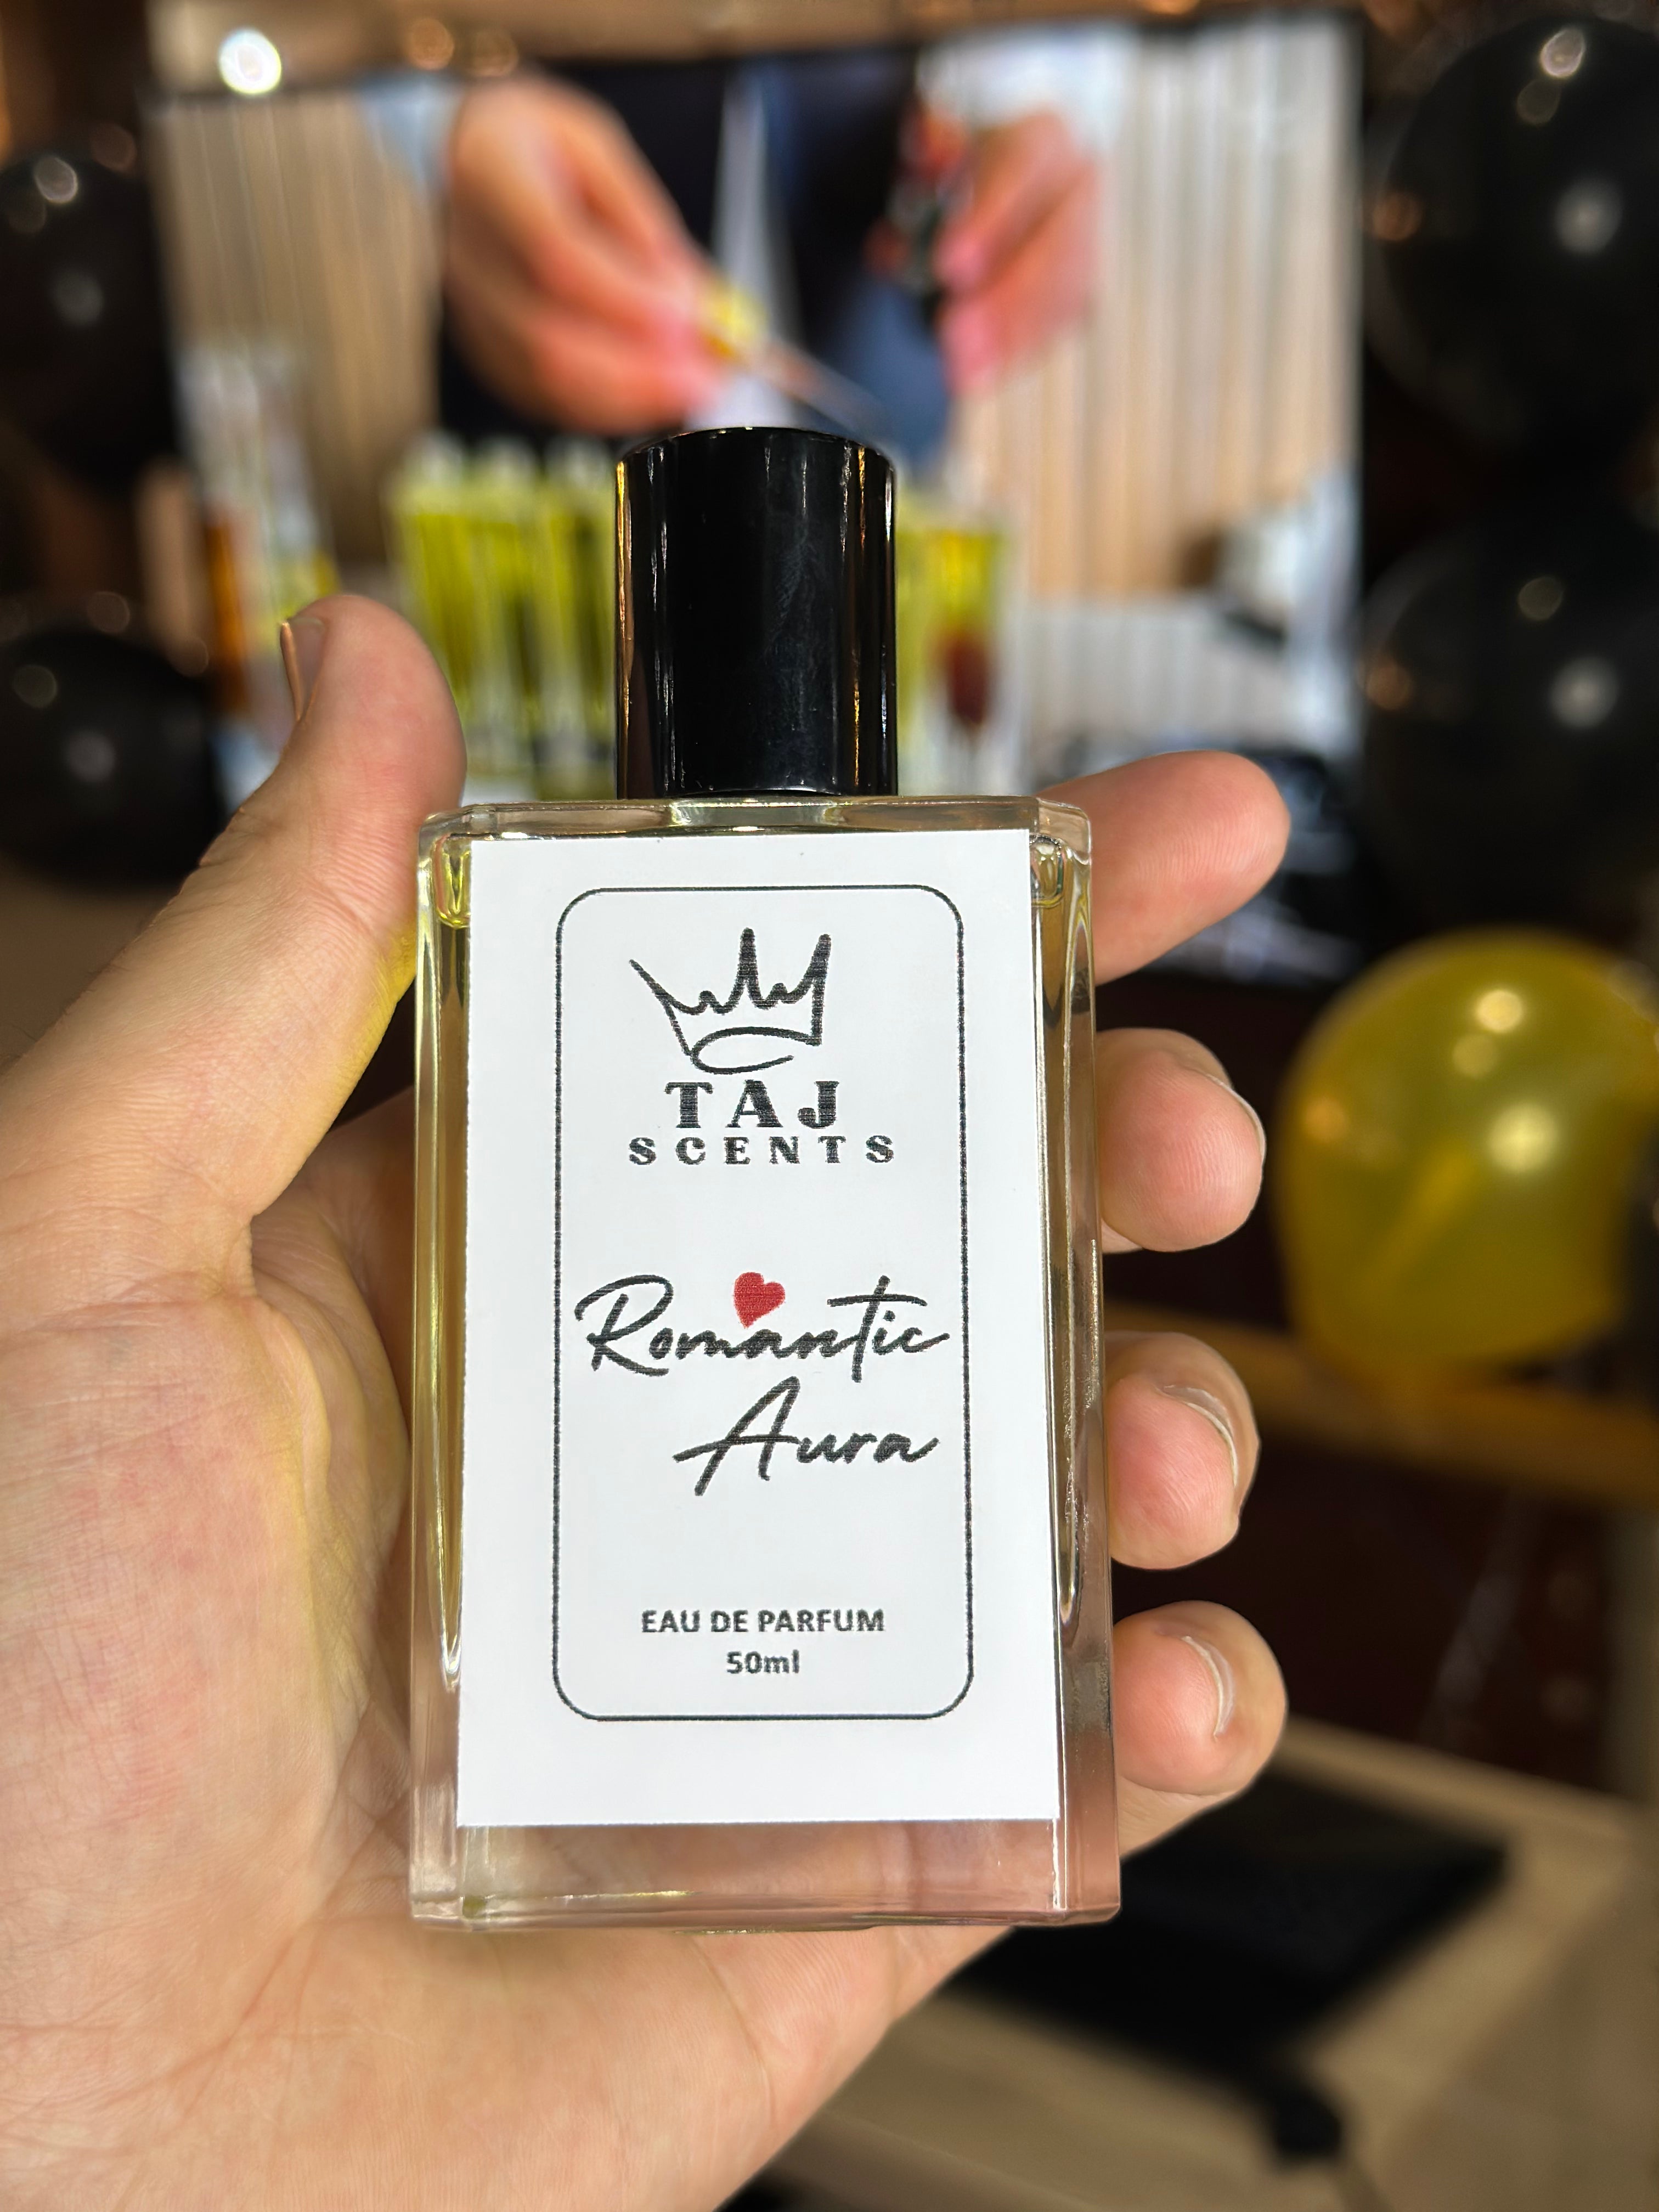 TAJ
SCENTS
Romantic
Aura
EAU DE PARFUM
50ml